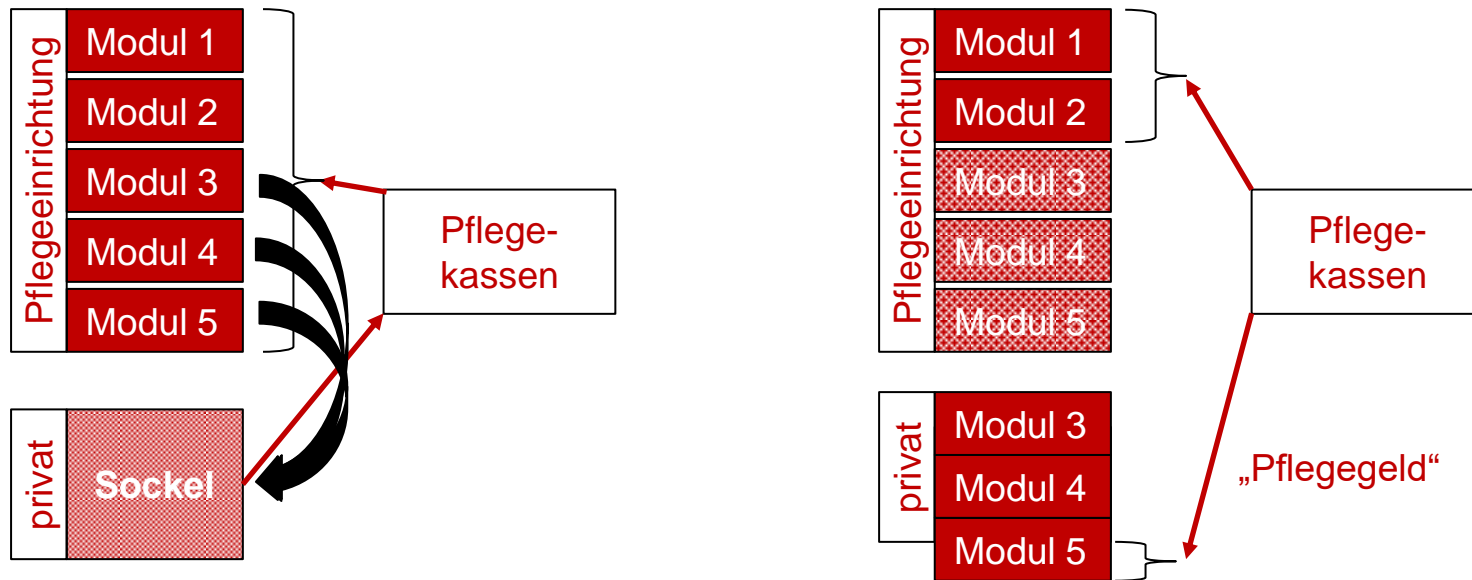 Pflegeeinrichtung
Modul 1
Modul 2
Modul 3
Modul 4
Modul 5
Pflege-
kassen
privat
Sockel
Pflegeeinrichtung
Modul 1
Modul 2
Modul 3
Modul 4
Modul 5
Pflege-
kassen
privat
Modul 3
Modul 4
Modul 5
„Pflegegeld“